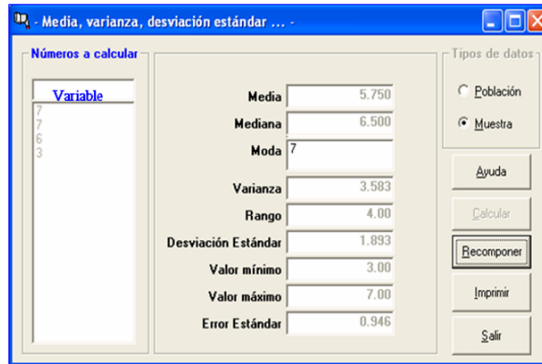 - Media, varianza, desviación estándar ... -
Números a calcular
Variable
7
7
6
3
Media 5.750
Mediana 6.500
Moda 7
Varianza 3.583
Rango 4.00
Desviación Estándar 1.893
Valor mínimo 3.00
Valor máximo 7.00
Error Estándar 0.946
Tipos de datos
Población
Muestra
Ayuda
Calcular
Recomponer
Imprimir
Salir